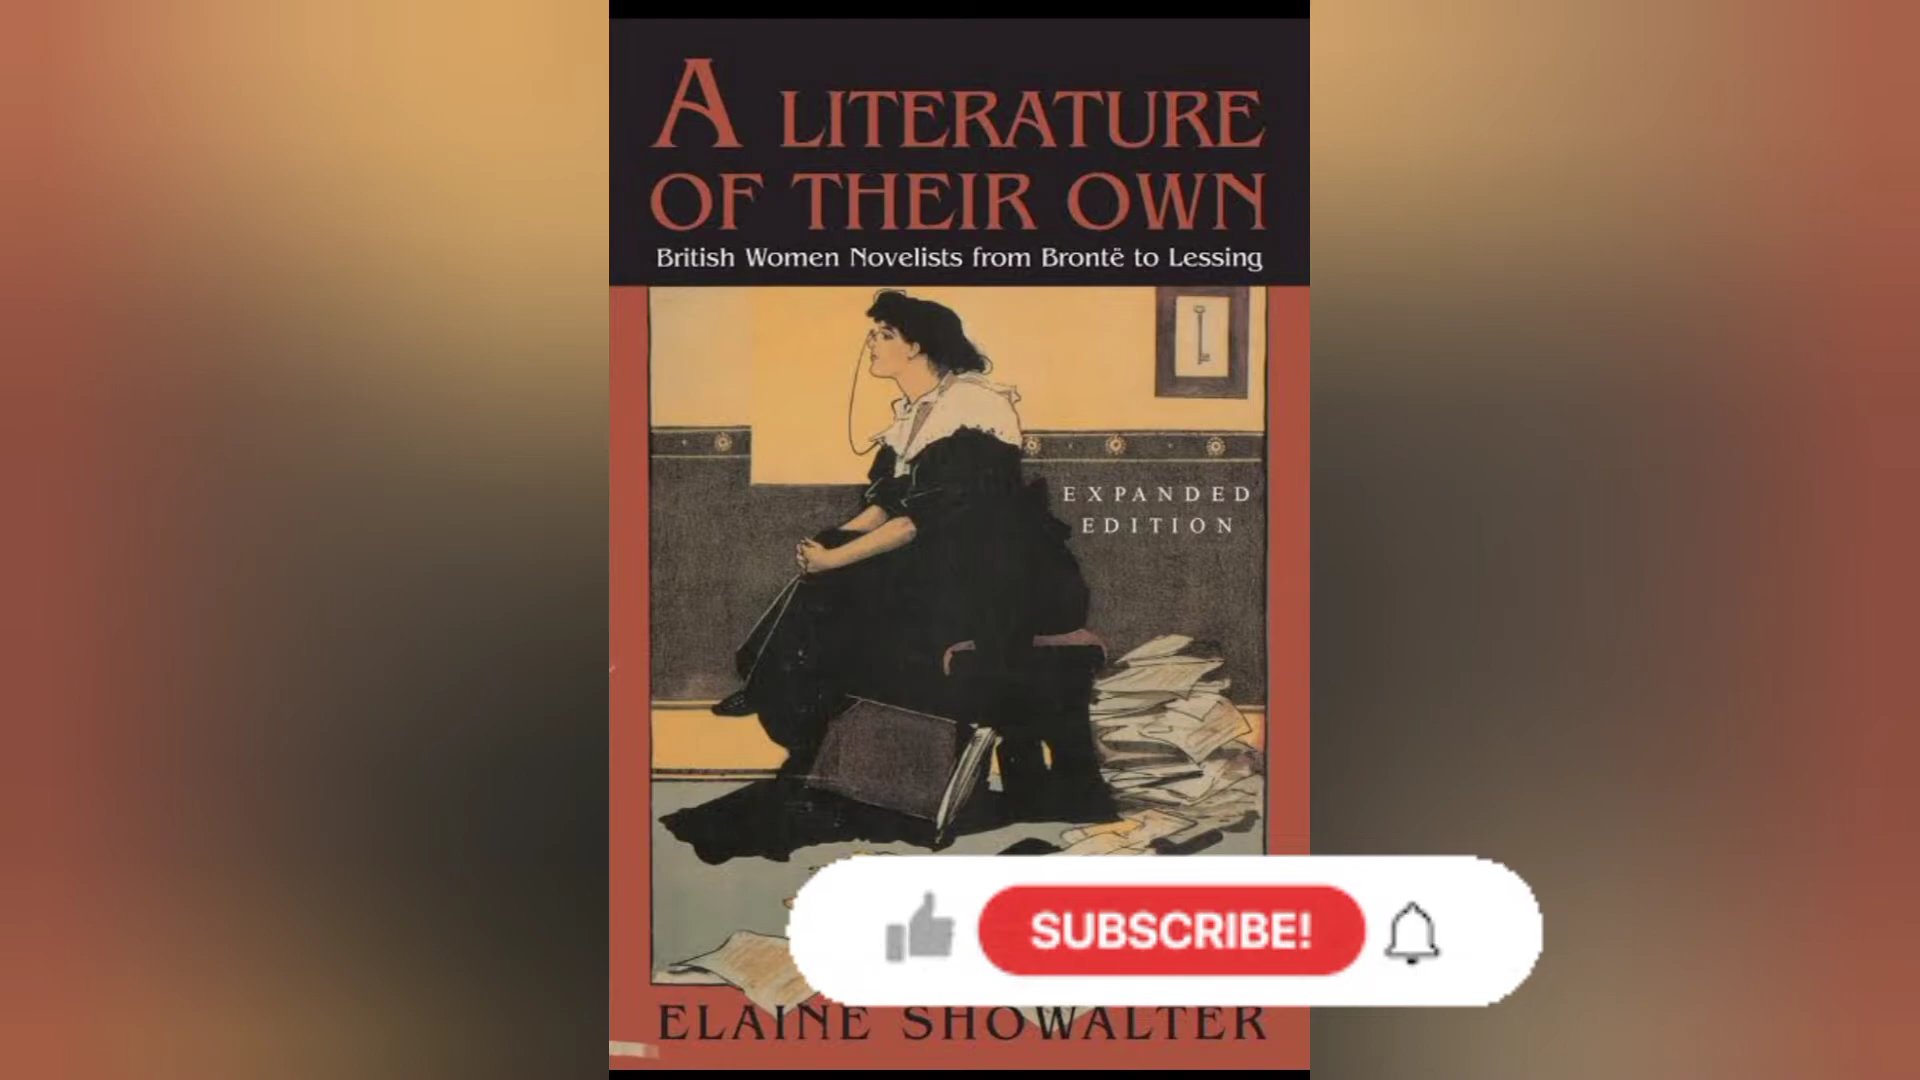 A LITERATURE
OF THEIR OWN
British Women Novelists from Brontë to Lessing
EXPANDED
EDITION
SUBSCRIBE!
ELAINE SHOWALTER